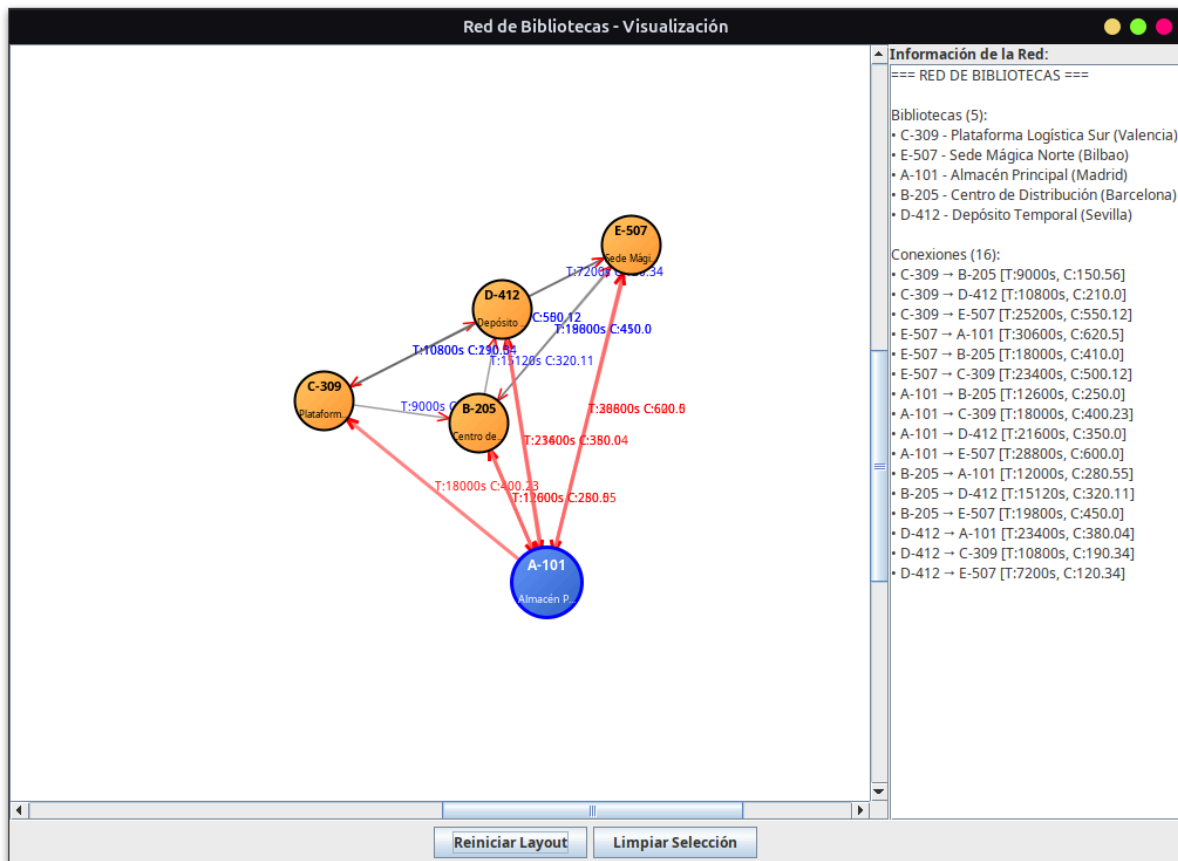 Red de Bibliotecas - Visualización
Información de la Red:
=== RED DE BIBLIOTECAS ===
Bibliotecas (5):
• C-309 - Plataforma Logística Sur (Valencia)
• E-507 - Sede Mágica Norte (Bilbao)
• A-101 - Almacén Principal (Madrid)
• B-205 - Centro de Distribución (Barcelona)
• D-412 - Depósito Temporal (Sevilla)
Conexiones (16):
• C-309 → B-205 [T:9000s, C:150.56]
• C-309 → D-412 [T:10800s, C:210.0]
• C-309 → E-507 [T:25200s, C:550.12]
• E-507 → A-101 [T:30600s, C:620.5]
• E-507 → B-205 [T:18000s, C:410.0]
• E-507 → C-309 [T:23400s, C:500.12]
• A-101 → B-205 [T:12600s, C:250.0]
• A-101 → C-309 [T:18000s, C:400.23]
• A-101 → D-412 [T:21600s, C:350.0]
• A-101 → E-507 [T:28800s, C:600.0]
• B-205 → A-101 [T:12000s, C:280.55]
• B-205 → D-412 [T:15120s, C:320.11]
• B-205 → E-507 [T:19800s, C:450.0]
• D-412 → A-101 [T:23400s, C:380.04]
• D-412 → C-309 [T:10800s, C:190.34]
• D-412 → E-507 [T:7200s, C:120.34]
E-507
Sede Mági...
T:7200s
D-412
Depósito ...
T:15120s C:320.11
C-309
Plataform...
T:9000s
B-205
Centro de...
T:18000s C:400.23
A-101
Almacén P...
Reiniciar Layout
Limpiar Selección